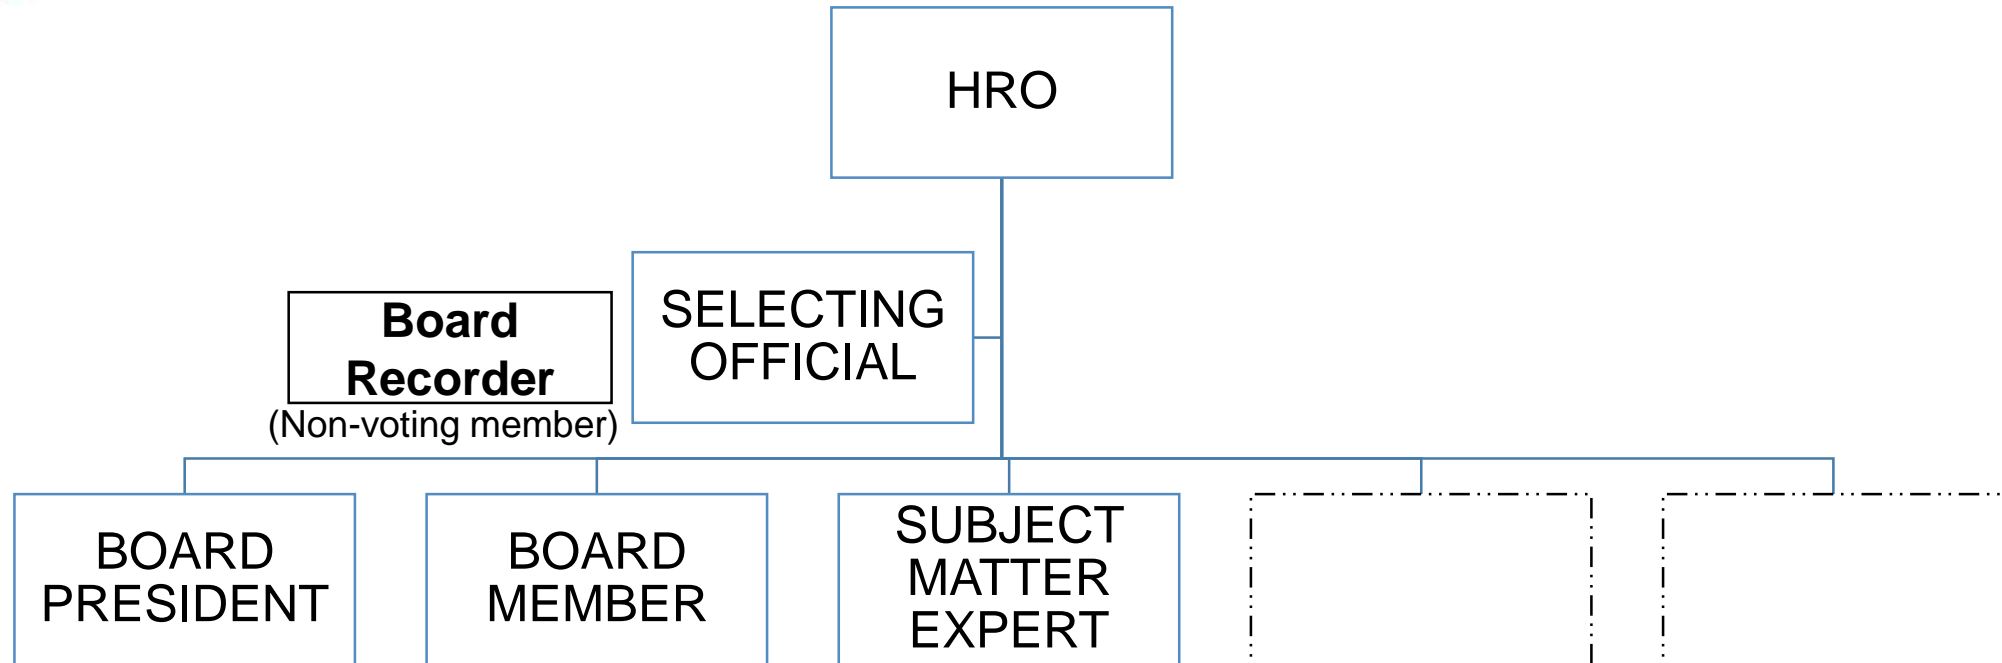 HRO
SELECTING
OFFICIAL
Board
Recorder
(Non-voting member)
BOARD
PRESIDENT
BOARD
MEMBER
SUBJECT
MATTER
EXPERT